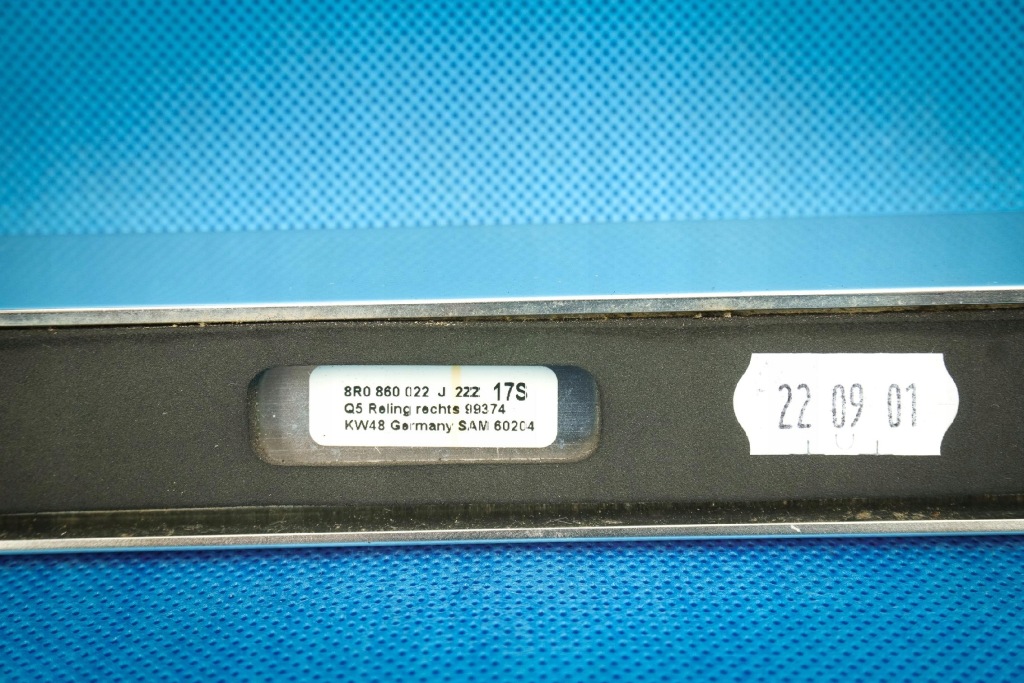 8R0 860 022 J 2ZZ 17S
Q5 Reling rechts 99374
KW48 Germany SAM 60204
22 09 01